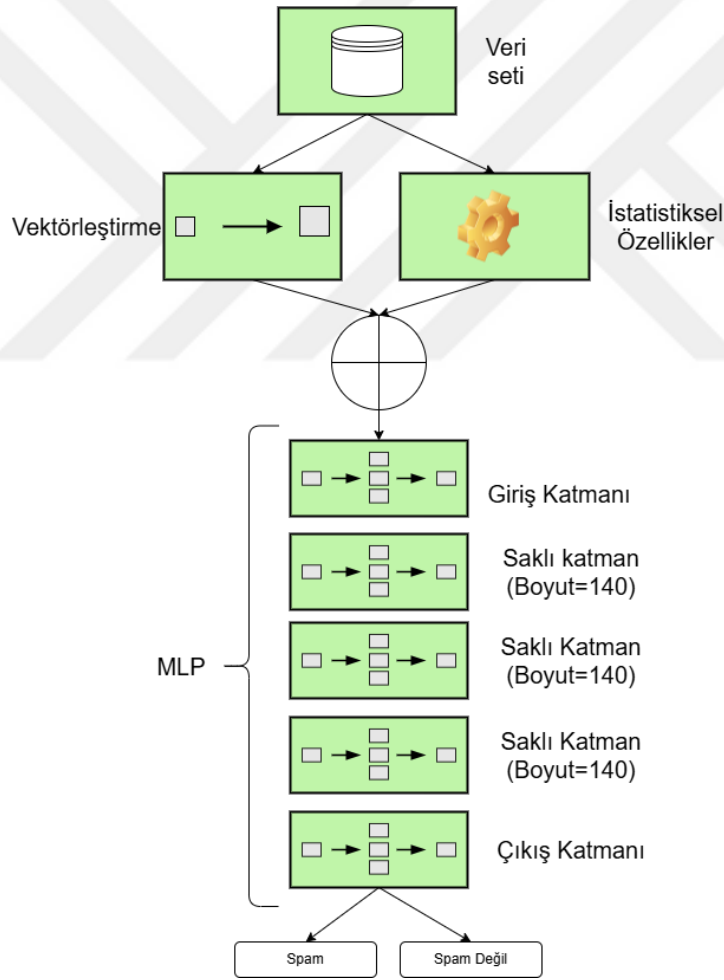 Veri
seti
Vektörleştirme
İstatistiksel
Özellikler
Giriş Katmanı
Saklı katman
(Boyut=140)
Saklı Katman
(Boyut=140)
MLP
Saklı Katman
(Boyut=140)
Çıkış Katmanı
Spam
Spam Değil